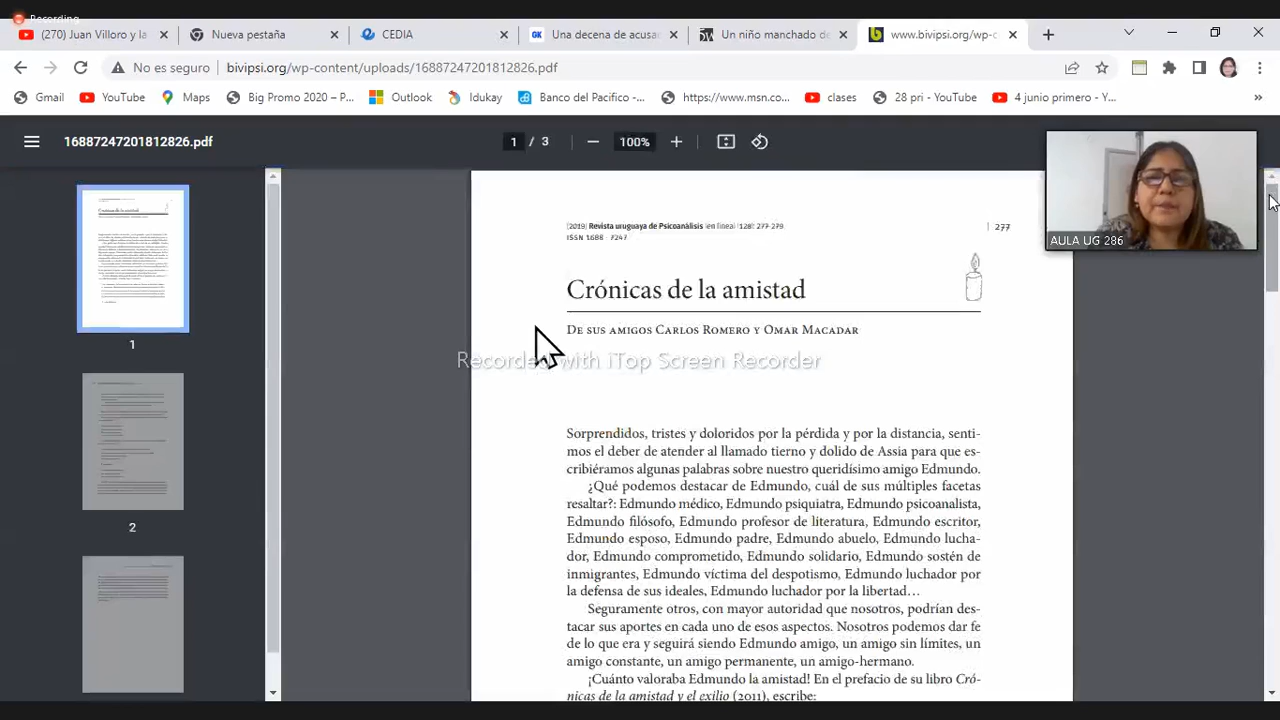 Recording
(270) Juan Villoro y la
Nueva pestaña
CEDIA
GK
Una decena de acusa
Un niño manchado de
www.bivipsi.org/wp-c
No es seguro
bivipsi.org/wp-content/uploads/16887247201812826.pdf
Gmail
YouTube
Maps
Big Promo 2020 – P...
Outlook
Idukay
Banco del Pacifico -...
https://www.msn.co...
clases
28 pri - YouTube
4 junio primero - Y...
»
16887247201812826.pdf
1 / 3
100%
AULA UG 286
1
2
[2019] Revista uruguaya de Psicoanálisis (en línea) (128): 277-279
277
ISSN 1688 - 7247
Crónicas de la amistad
De sus amigos Carlos Romero y Omar Macadar
Recorded with iTop Screen Recorder
Sorprendidos, tristes y doloridos por la pérdida y por la distancia, senti-
mos el deber de atender al llamado tierno y dolido de Assia para que es-
cribiéramos algunas palabras sobre nuestro queridísimo amigo Edmundo.
¿Qué podemos destacar de Edmundo, cuál de sus múltiples facetas
resaltar?: Edmundo médico, Edmundo psiquiatra, Edmundo psicoanalista,
Edmundo filósofo, Edmundo profesor de literatura, Edmundo escritor,
Edmundo esposo, Edmundo padre, Edmundo abuelo, Edmundo lucha-
dor, Edmundo comprometido, Edmundo solidario, Edmundo sostén de
inmigrantes, Edmundo víctima del despotismo, Edmundo luchador por
la defensa de sus ideales, Edmundo luchador por la libertad…
Seguramente otros, con mayor autoridad que nosotros, podrían des-
tacar sus aportes en cada uno de esos aspectos. Nosotros podemos dar fe
de lo que era y seguirá siendo Edmundo amigo, un amigo sin límites, un
amigo constante, un amigo permanente, un amigo-hermano.
¡Cuánto valoraba Edmundo la amistad! En el prefacio de su libro Cró-
nicas de la amistad y el exilio (2011), escribe: